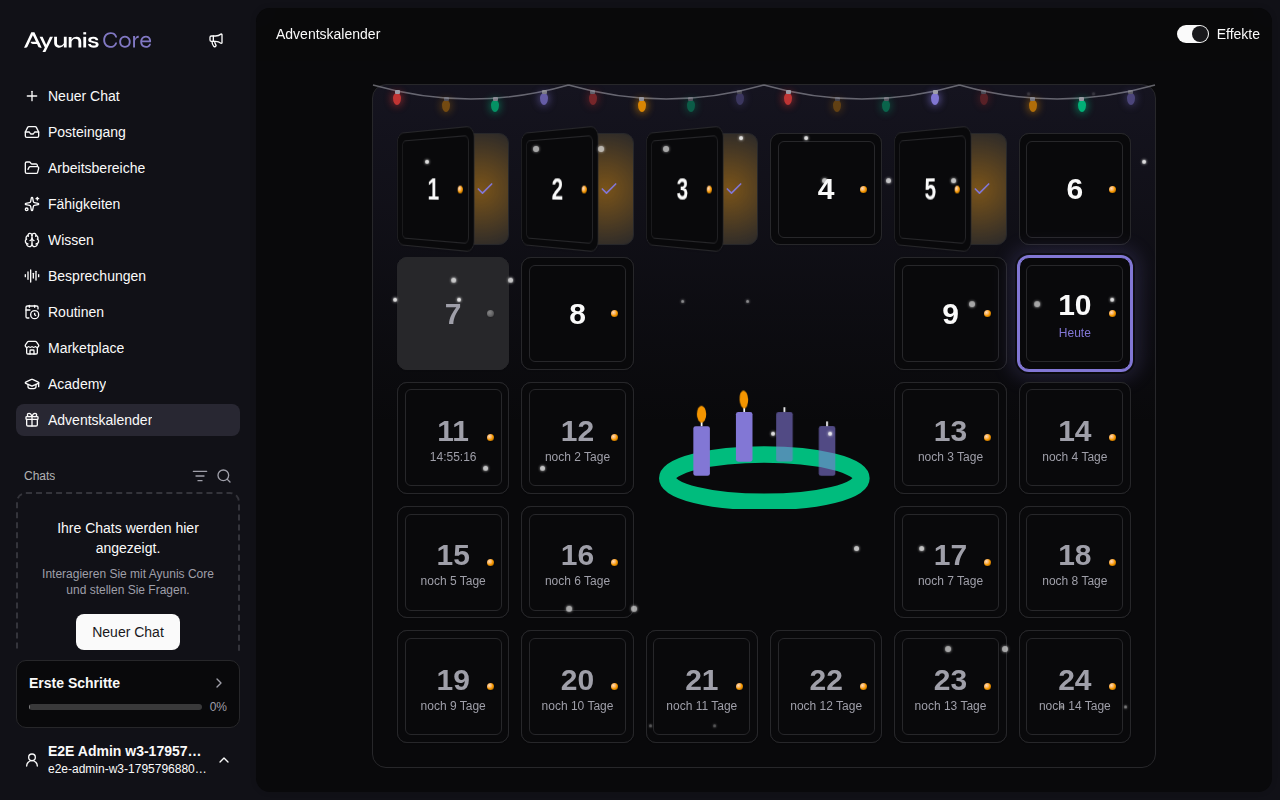 Ayunis Core
Adventskalender
Effekte
Neuer Chat
Posteingang
Arbeitsbereiche
Fähigkeiten
Wissen
Besprechungen
Routinen
Marketplace
Academy
Adventskalender
Chats
Ihre Chats werden hier
angezeigt.
Interagieren Sie mit Ayunis Core
und stellen Sie Fragen.
Neuer Chat
Erste Schritte
0%
E2E Admin w3-17957…
e2e-admin-w3-1795796880…
1
2
3
4
5
6
7
8
9
10
Heute
11
14:55:16
12
noch 2 Tage
13
noch 3 Tage
14
noch 4 Tage
15
noch 5 Tage
16
noch 6 Tage
17
noch 7 Tage
18
noch 8 Tage
19
noch 9 Tage
20
noch 10 Tage
21
noch 11 Tage
22
noch 12 Tage
23
noch 13 Tage
24
noch 14 Tage